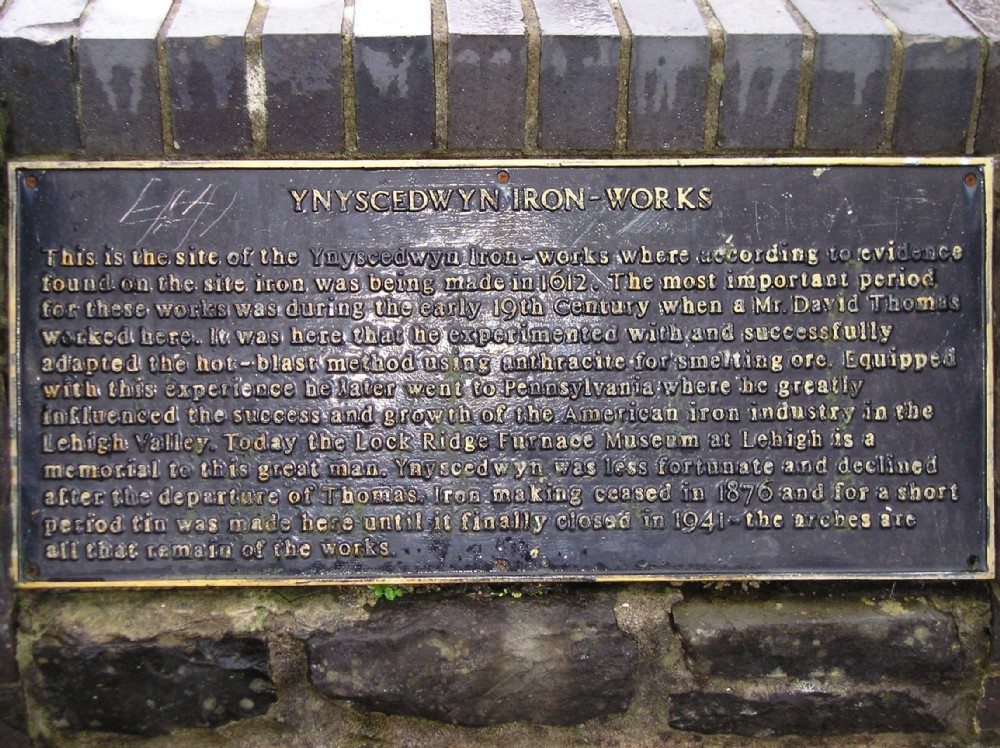 YNYSCEDWYN IRON-WORKS
This is the site of the Ynyscedwyn Iron-works where according to evidence
found on the site iron was being made in 1612. The most important period
for these works was during the early 19th Century when a Mr. David Thomas
worked here. It was here that he experimented with and successfully
adapted the hot-blast method using anthracite for smelting ore. Equipped
with this experience he later went to Pennsylvania where he greatly
influenced the success and growth of the American iron industry in the
Lehigh Valley. Today the Lock Ridge Furnace Museum at Lehigh is a
memorial to this great man. Ynyscedwyn was less fortunate and declined
after the departure of Thomas. Iron making ceased in 1876 and for a short
period tin was made here until it finally closed in 1941-the arches are
all that remain of the works.